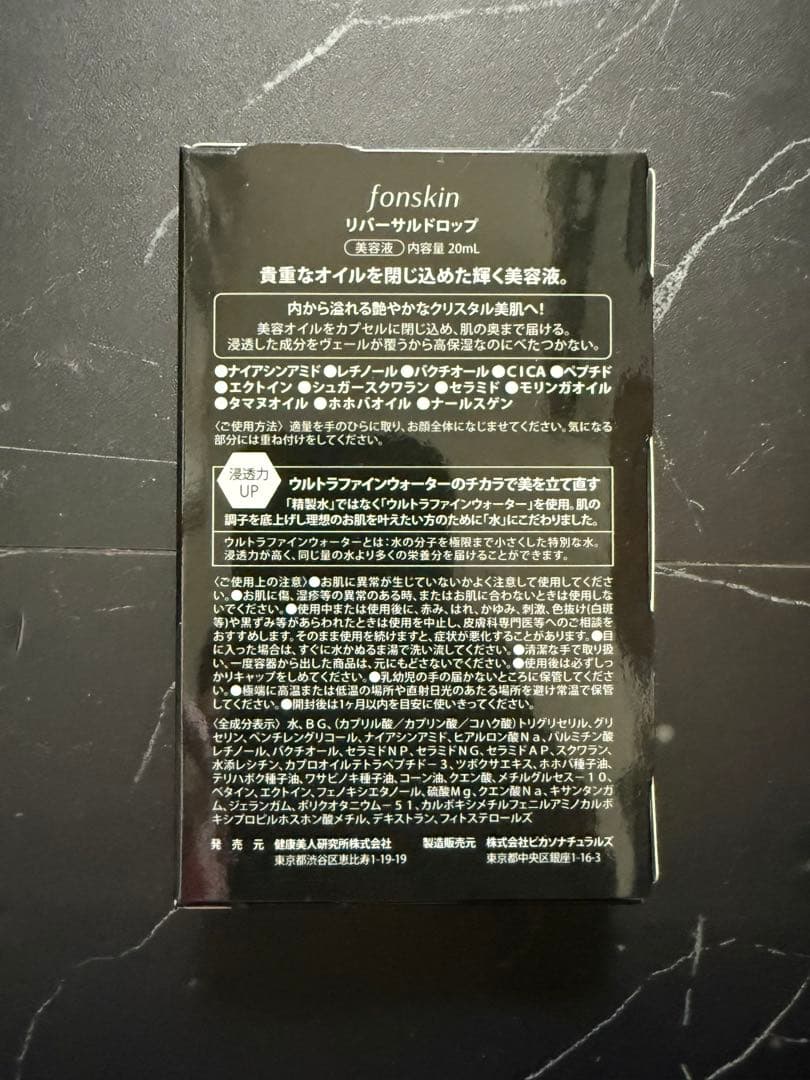 fonskin
リバーサルドロップ
美容液 内容量 20mL
貴重なオイルを閉じ込めた輝く美容液。
内から溢れる艶やかなクリスタル美肌へ!
美容オイルをカプセルに閉じ込め、肌の奥まで届ける。
浸透した成分をヴェールが覆うから高保湿なのにべたつかない。
●ナイアシンアミド●レチノール●バクチオール●CICA●ペプチド
●エクトイン ●シュガースクワラン ●セラミド ●モリンガオイル
●タマヌオイル ●ホホバオイル ●ナールスゲン
〈ご使用方法〉適量を手のひらに取り、お顔全体になじませてください。気になる
部分には重ね付けをしてください。
浸透力
UP
ウルトラファインウォーターのチカラで美を立て直す
「精製水」ではなく「ウルトラファインウォーター」を使用。肌の
調子を底上げし理想のお肌を叶えたい方のために「水」にこだわりました。
ウルトラファインウォーターとは：水の分子を極限まで小さくした特別な水。
浸透力が高く、同じ量の水より多くの栄養分を届けることができます。
〈ご使用上の注意〉●お肌に異常が生じていないかよく注意して使用してくださ
い。●お肌に傷、湿疹等の異常のある時、またはお肌に合わないときは使用しな
いでください。●使用中または使用後に、赤み、はれ、かゆみ、刺激、色抜け(白斑
等)や黒ずみ等があらわれたときは使用を中止し、皮膚科専門医等へのご相談を
おすすめします。そのまま使用を続けますと、症状が悪化することがあります。●目
に入った場合は、すぐに水かぬるま湯で洗い流してください。●清潔な手で取り扱
い、一度容器から出した商品は、元にもどさないでください。●使用後は必ずしっ
かりキャップをしめてください。●乳幼児の手の届かないところに保管してくださ
い。●極端に高温または低温の場所や直射日光のあたる場所を避け常温で保管
してください。●開封後は1ヶ月以内を目安に使いきってください。
〈全成分表示〉水、BG、(カプリル酸／カプリン酸／コハク酸)トリグリセリル、グリ
セリン、ペンチレングリコール、ナイアシンアミド、ヒアルロン酸Na、パルミチン酸
レチノール、バクチオール、セラミドNP、セラミドNG、セラミドAP、スクワラン、
水添レシチン、カプロオイルテトラペプチド－3、ツボクサエキス、ホホバ種子油、
テリハボク種子油、ワサビノキ種子油、コーン油、クエン酸、メチルグルセス－10、
ベタイン、エクトイン、フェノキシエタノール、硫酸Mg、クエン酸Na、キサンタンガ
ム、ジェランガム、ポリクオタニウム－51、カルボキシメチルフェニルアミノカルボ
キシプロピルホスホン酸メチル、デキストラン、フィトステロールズ
発 売 元 健康美人研究所株式会社 製造販売元 株式会社ピカソナチュラルズ
東京都渋谷区恵比寿1-19-19 東京都中央区銀座1-16-3